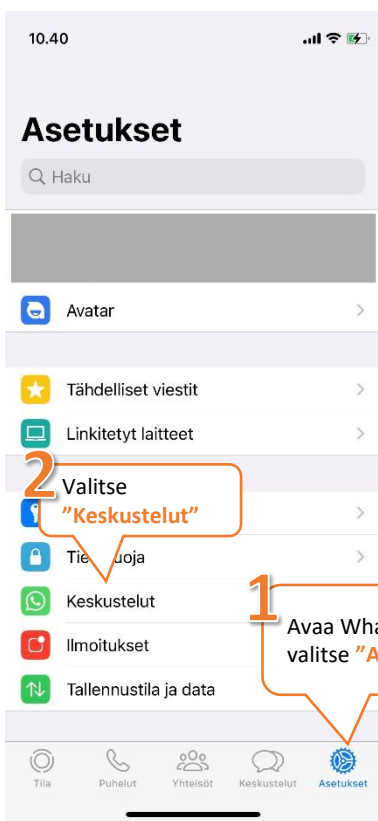 10.40
Asetukset
Haku
Avatar
Tähdelliset viestit
Linkitetyt laitteet
2
Valitse
"Keskustelut"
Keskustelut
1
Avaa
valitse
Ilmoitukset
Tallennustila ja data
Tila
Puhelut
Yhteisöt
Keskustelut
Asetukset